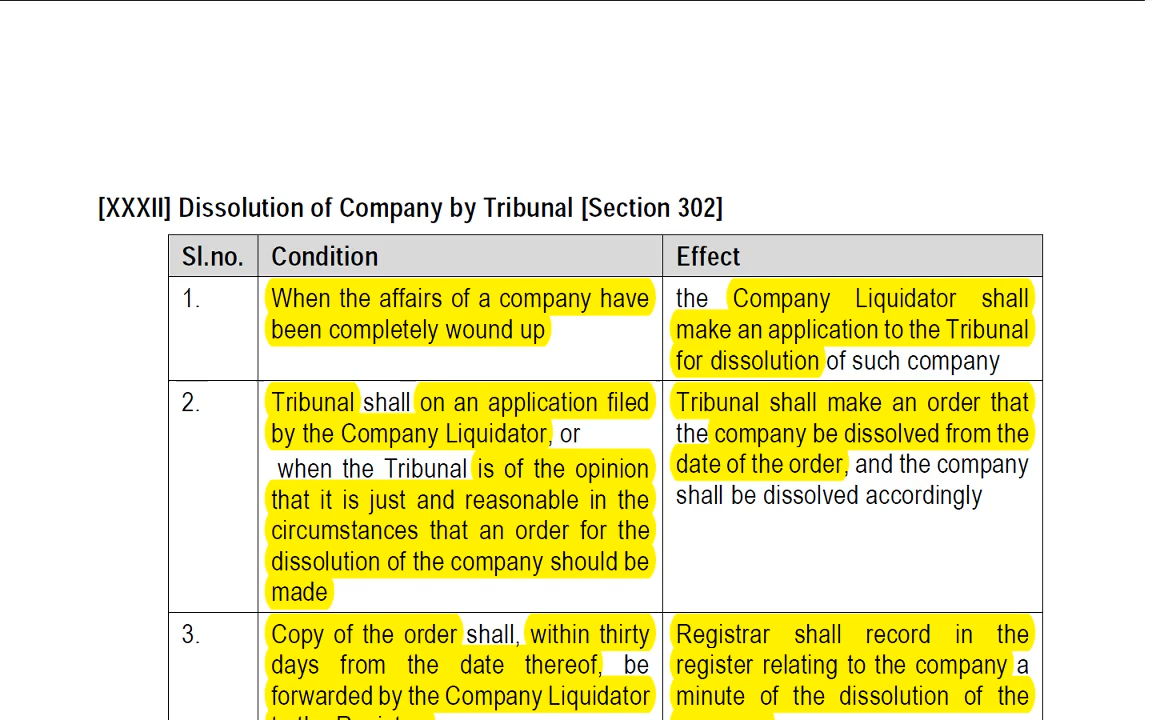 [XXXII] Dissolution of Company by Tribunal [Section 302]
Sl.no. Condition Effect
1.
When the affairs of a company have
been completely wound up
the Company Liquidator shall
make an application to the Tribunal
for dissolution of such company
2.
Tribunal shall on an application filed
by the Company Liquidator, or
when the Tribunal is of the opinion
that it is just and reasonable in the
circumstances that an order for the
dissolution of the company should be
made
Tribunal shall make an order that
the company be dissolved from the
date of the order, and the company
shall be dissolved accordingly
3.
Copy of the order shall, within thirty
days from the date thereof, be
forwarded by the Company Liquidator
Registrar shall record in the
register relating to the company a
minute of the dissolution of the